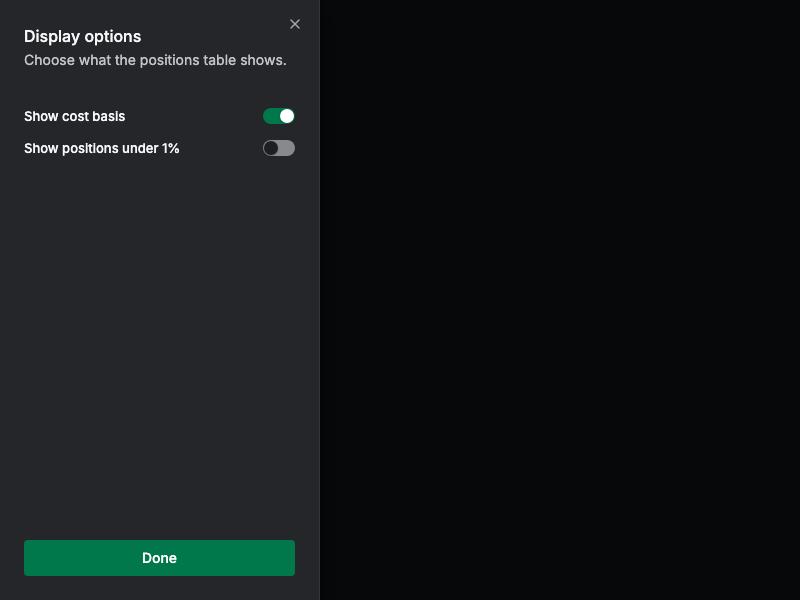 Display options
Choose what the positions table shows.
Show cost basis
Show positions under 1%
Done